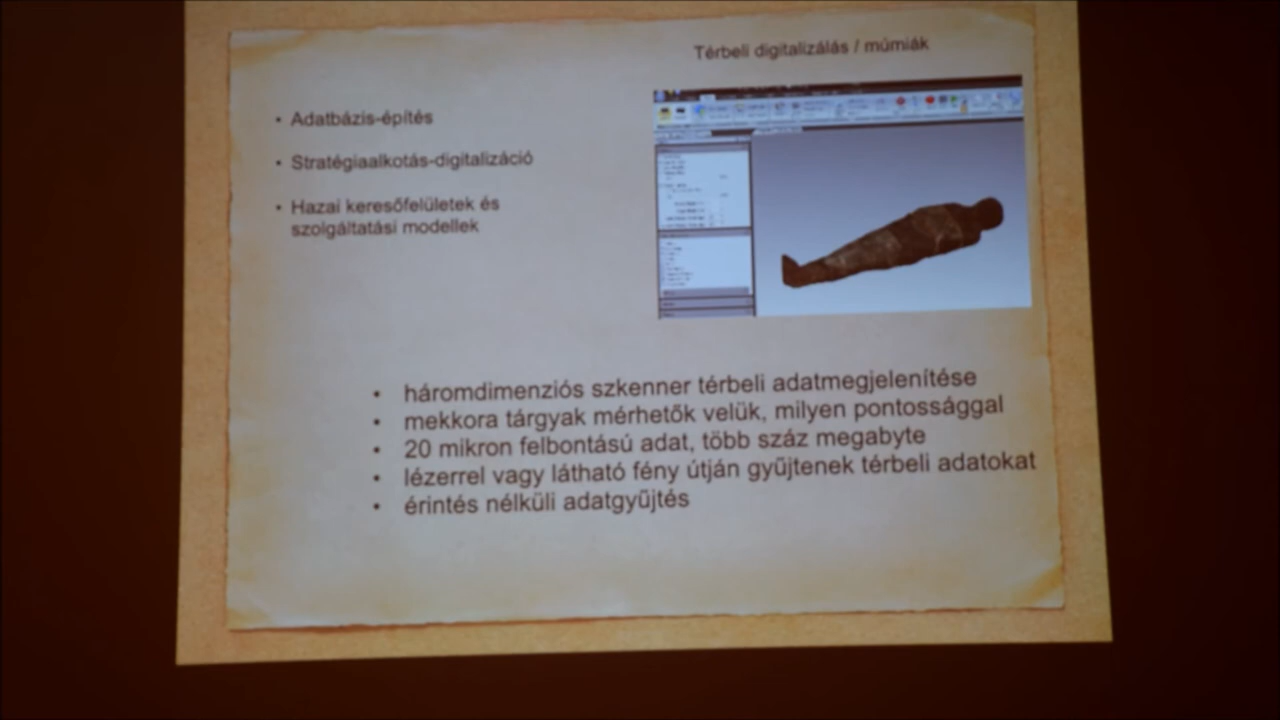 Térbeli digitalizálás / múmiák
• Adatbázis-építés
• Stratégiaalkotás-digitalizáció
• Hazai keresőfelületek és
szolgáltatási modellek
• háromdimenziós szkenner térbeli adatmegjelenítése
• mekkora tárgyak mérhetők velük, milyen pontossággal
• 20 mikron felbontású adat, több száz megabyte
• lézerrel vagy látható fény útján gyűjtenek térbeli adatokat
• érintés nélküli adatgyűjtés